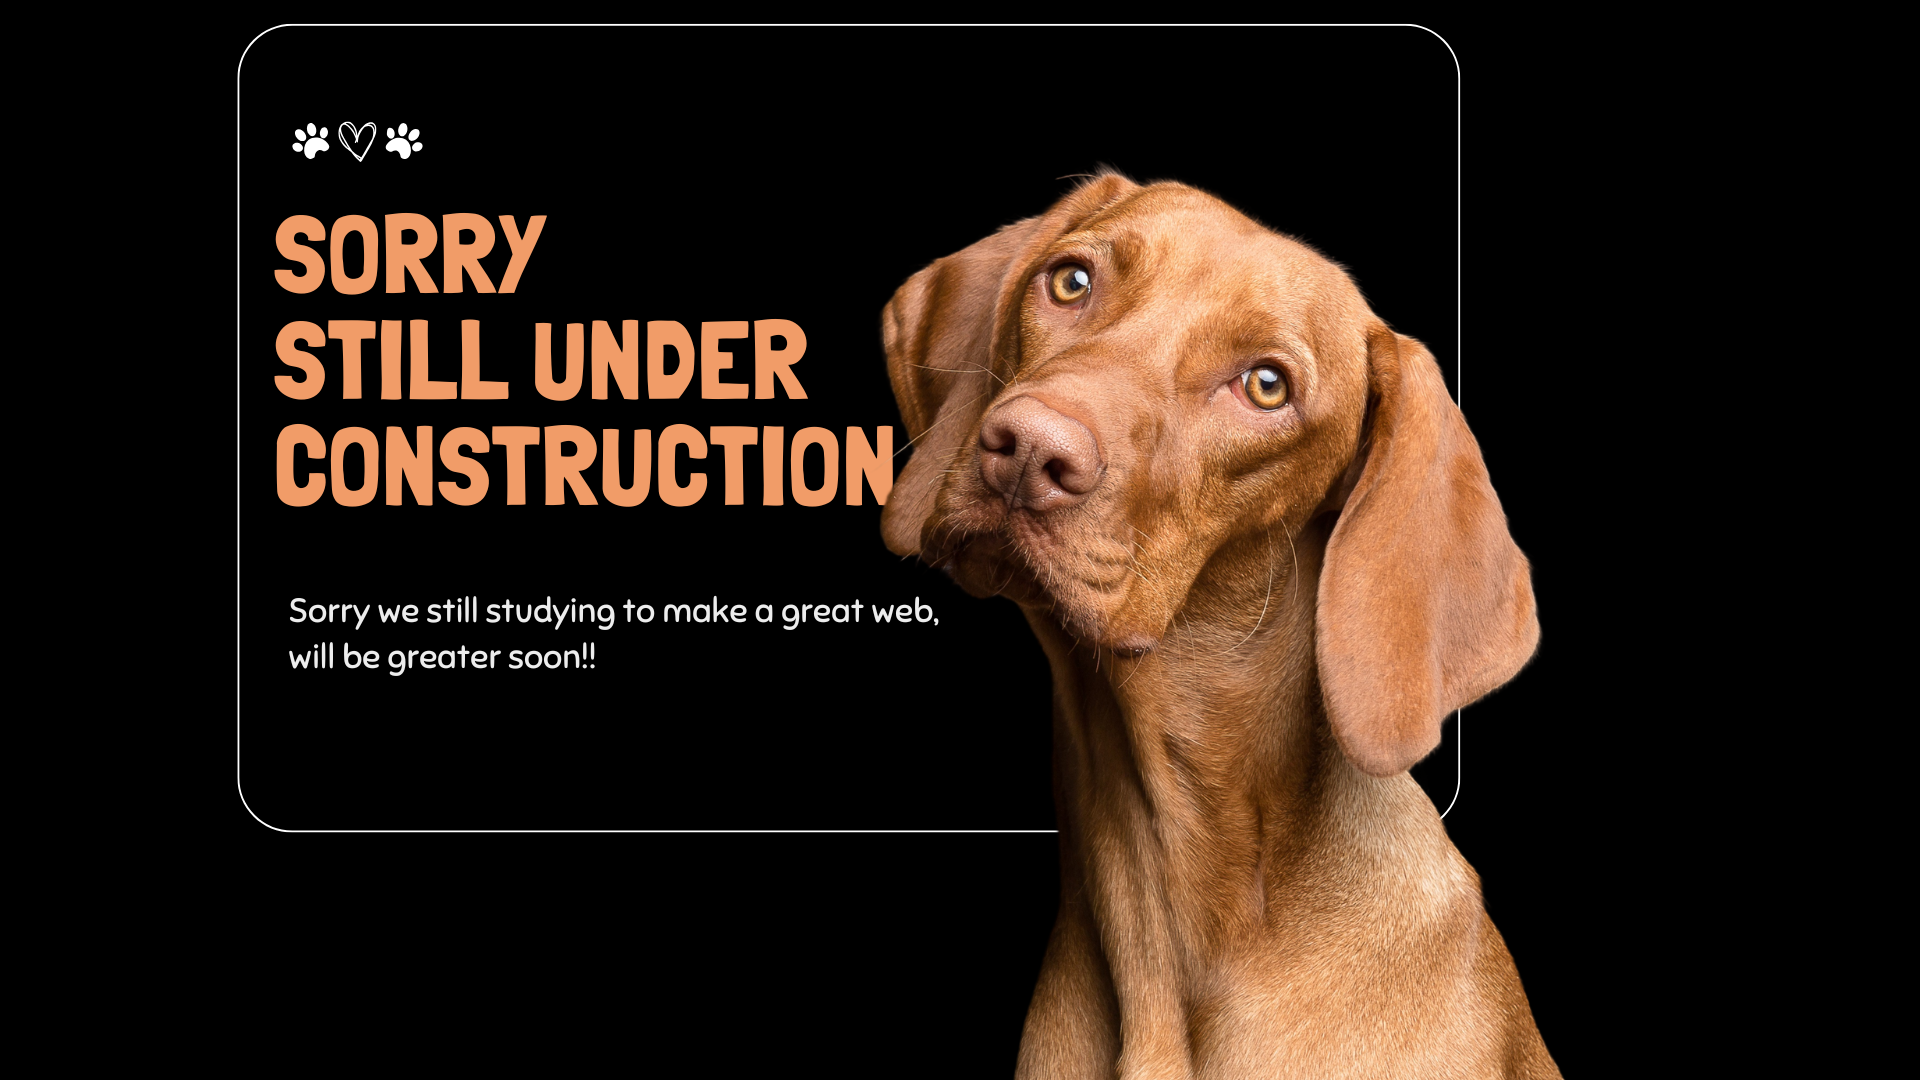 SORRY
STILL UNDER
CONSTRUCTION
Sorry we still studying to make a great web,
will be greater soon!!